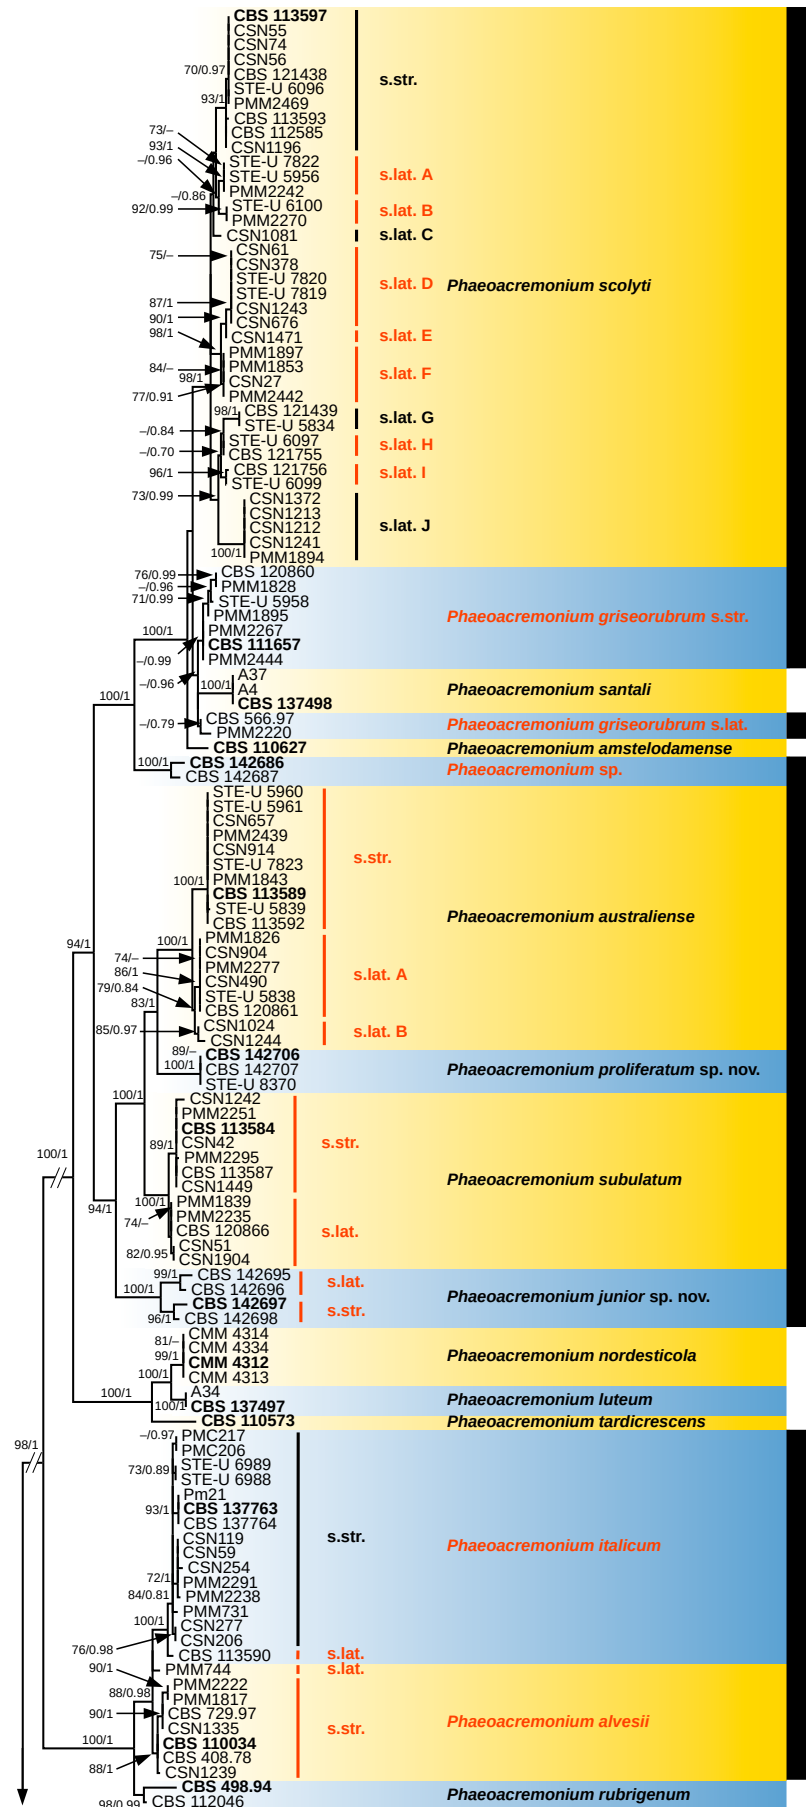 CBS 113597
CSN55
CSN74
CSN56
70/0.97
CBS 121438
s.str.
STE-U 6096
93/1
PMM2469
CBS 113593
73/–
CBS 112585
93/1
CSN1196
–/0.96
STE-U 7822
STE-U 5956
s.lat. A
–/0.86
PMM2242
92/0.99
STE-U 6100
s.lat. B
PMM2270
CSN1081
s.lat. C
75/–
CSN61
CSN378
STE-U 7820
s.lat. D
Phaeoacremonium scolyti
STE-U 7819
87/1
CSN1243
90/1
CSN676
98/1
CSN1471
s.lat. E
PMM1897
84/–
PMM1853
s.lat. F
98/1
CSN27
77/0.91
PMM2442
98/1
CBS 121439
s.lat. G
STE-U 5834
–/0.84
STE-U 6097
s.lat. H
–/0.70
CBS 121755
96/1
CBS 121756
s.lat. I
STE-U 6099
73/0.99
CSN1372
CSN1213
CSN1212
s.lat. J
CSN1241
100/1
PMM1894
76/0.99
CBS 120860
–/0.96
PMM1828
71/0.99
STE-U 5958
PMM1895
Phaeoacremonium griseorubrum s.str.
100/1
PMM2267
CBS 111657
–/0.99
PMM2444
–/0.96
A37
100/1
A4
Phaeoacremonium santali
100/1
CBS 137498
–/0.79
CBS 566.97
Phaeoacremonium griseorubrum s.lat.
PMM2220
CBS 110627
Phaeoacremonium amstelodamense
100/1
CBS 142686
Phaeoacremonium sp.
CBS 142687
STE-U 5960
STE-U 5961
CSN657
PMM2439
CSN914
s.str.
STE-U 7823
100/1
PMM1843
CBS 113589
STE-U 5839
Phaeoacremonium australiense
CBS 113592
94/1
100/1
PMM1826
74/–
CSN904
86/1
PMM2277
s.lat. A
79/0.84
CSN490
83/1
STE-U 5838
CBS 120861
85/0.97
CSN1024
s.lat. B
CSN1244
89/–
CBS 142706
100/1
CBS 142707
Phaeoacremonium proliferatum sp. nov.
STE-U 8370
100/1
CSN1242
PMM2251
CBS 113584
89/1
CSN42
s.str.
100/1
PMM2295
CBS 113587
Phaeoacremonium subulatum
CSN1449
94/1
100/1
PMM1839
74/–
PMM2235
CBS 120866
s.lat.
82/0.95
CSN51
CSN1904
99/1
CBS 142695
s.lat.
100/1
CBS 142696
Phaeoacremonium junior sp. nov.
CBS 142697
s.str.
96/1
CBS 142698
CMM 4314
81/–
CMM 4334
99/1
CMM 4312
Phaeoacremonium nordesticola
100/1
CMM 4313
100/1
A34
Phaeoacremonium luteum
100/1
CBS 137497
CBS 110573
Phaeoacremonium tardicrescens
–/0.97
PMC217
98/1
PMC206
73/0.89
STE-U 6989
STE-U 6988
Pm21
93/1
CBS 137763
CBS 137764
CSN119
s.str.
Phaeoacremonium italicum
CSN59
CSN254
72/1
PMM2291
84/0.81
PMM2238
PMM731
100/1
CSN277
CSN206
76/0.98
CBS 113590
s.lat.
90/1
PMM744
s.lat.
88/0.98
PMM2222
PMM1817
90/1
CBS 729.97
Phaeoacremonium alvesii
CSN1335
s.str.
100/1
CBS 110034
CBS 408.78
88/1
CSN1239
CBS 498.94
Phaeoacremonium rubrigenum
98/0.99
CBS 112046